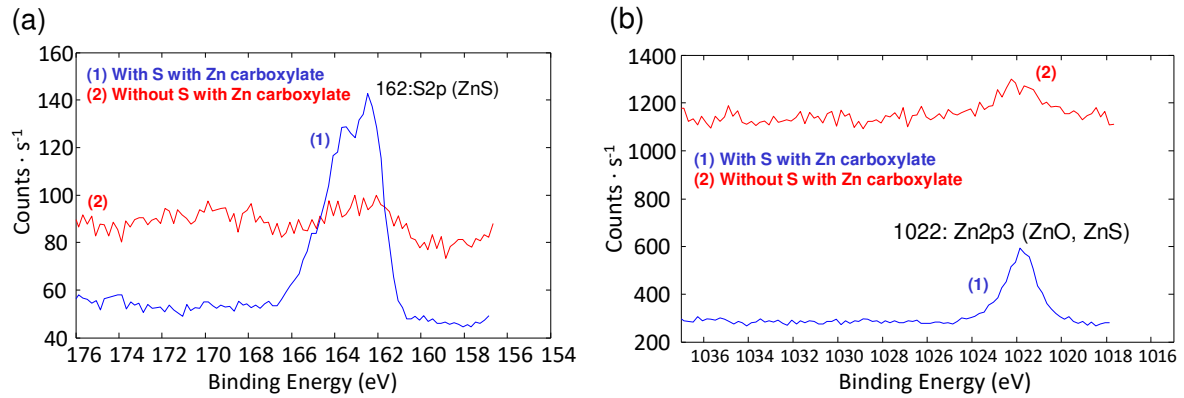 (a)
160
140
120
100
80
60
40
Counts · s⁻¹
(1) With S with Zn carboxylate
(2) Without S with Zn carboxylate
162:S2p (ZnS)
(1)
(2)
176 174 172 170 168 166 164 162 160 158 156 154
Binding Energy (eV)
(b)
1400
1200
1000
800
600
400
200
Counts · s⁻¹
(2)
(1) With S with Zn carboxylate
(2) Without S with Zn carboxylate
1022: Zn2p3 (ZnO, ZnS)
(1)
1036 1034 1032 1030 1028 1026 1024 1022 1020 1018 1016
Binding Energy (eV)